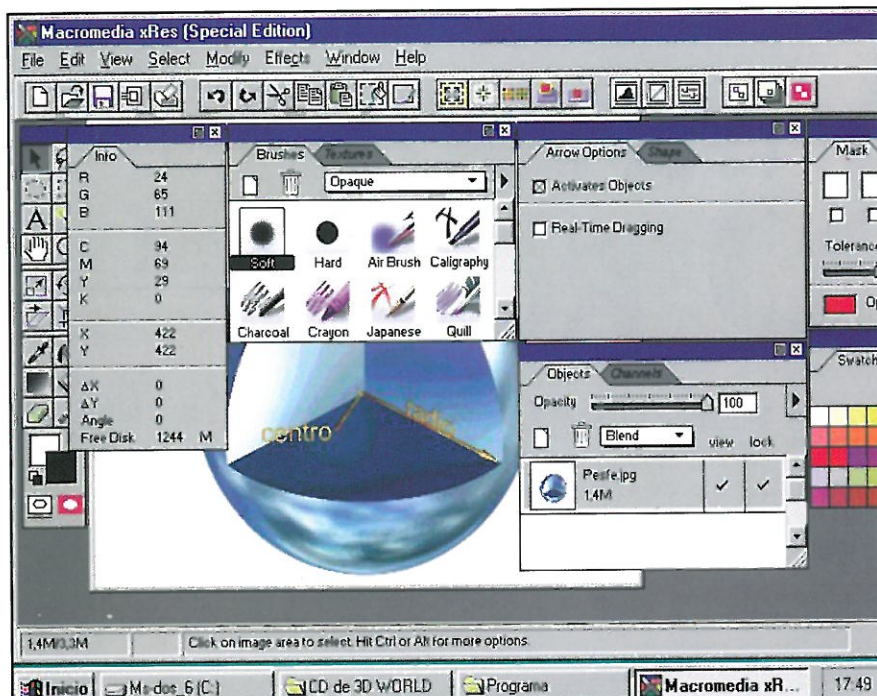 Macromedia xRes (Special Edition)
File Edit View Select Modify Effects Window Help
Info
R 24
G 65
B 111
C 94
M 69
Y 29
K 0
X 422
Y 422
ΔX 0
ΔY 0
Angle 0
Free Disk 1244 M
A
Brushes Textures
Opaque
Soft Hard Air Brush Caligraphy
Charcoal Crayon Japanese Quill
Arrow Options Shape
Activates Objects
Real-Time Dragging
Mask
Tolerance
Op
centro
Objects Channels
Opacity 100
Blend view lock
Pesfe.jpg
1,4M
Swatch
1,4M/3,3M Click on image area to select. Hit Ctrl or Alt for more options.
Inicio Ms-dos_6 (C:) CD de 3D WORLD Programa Macromedia xR... 17:49